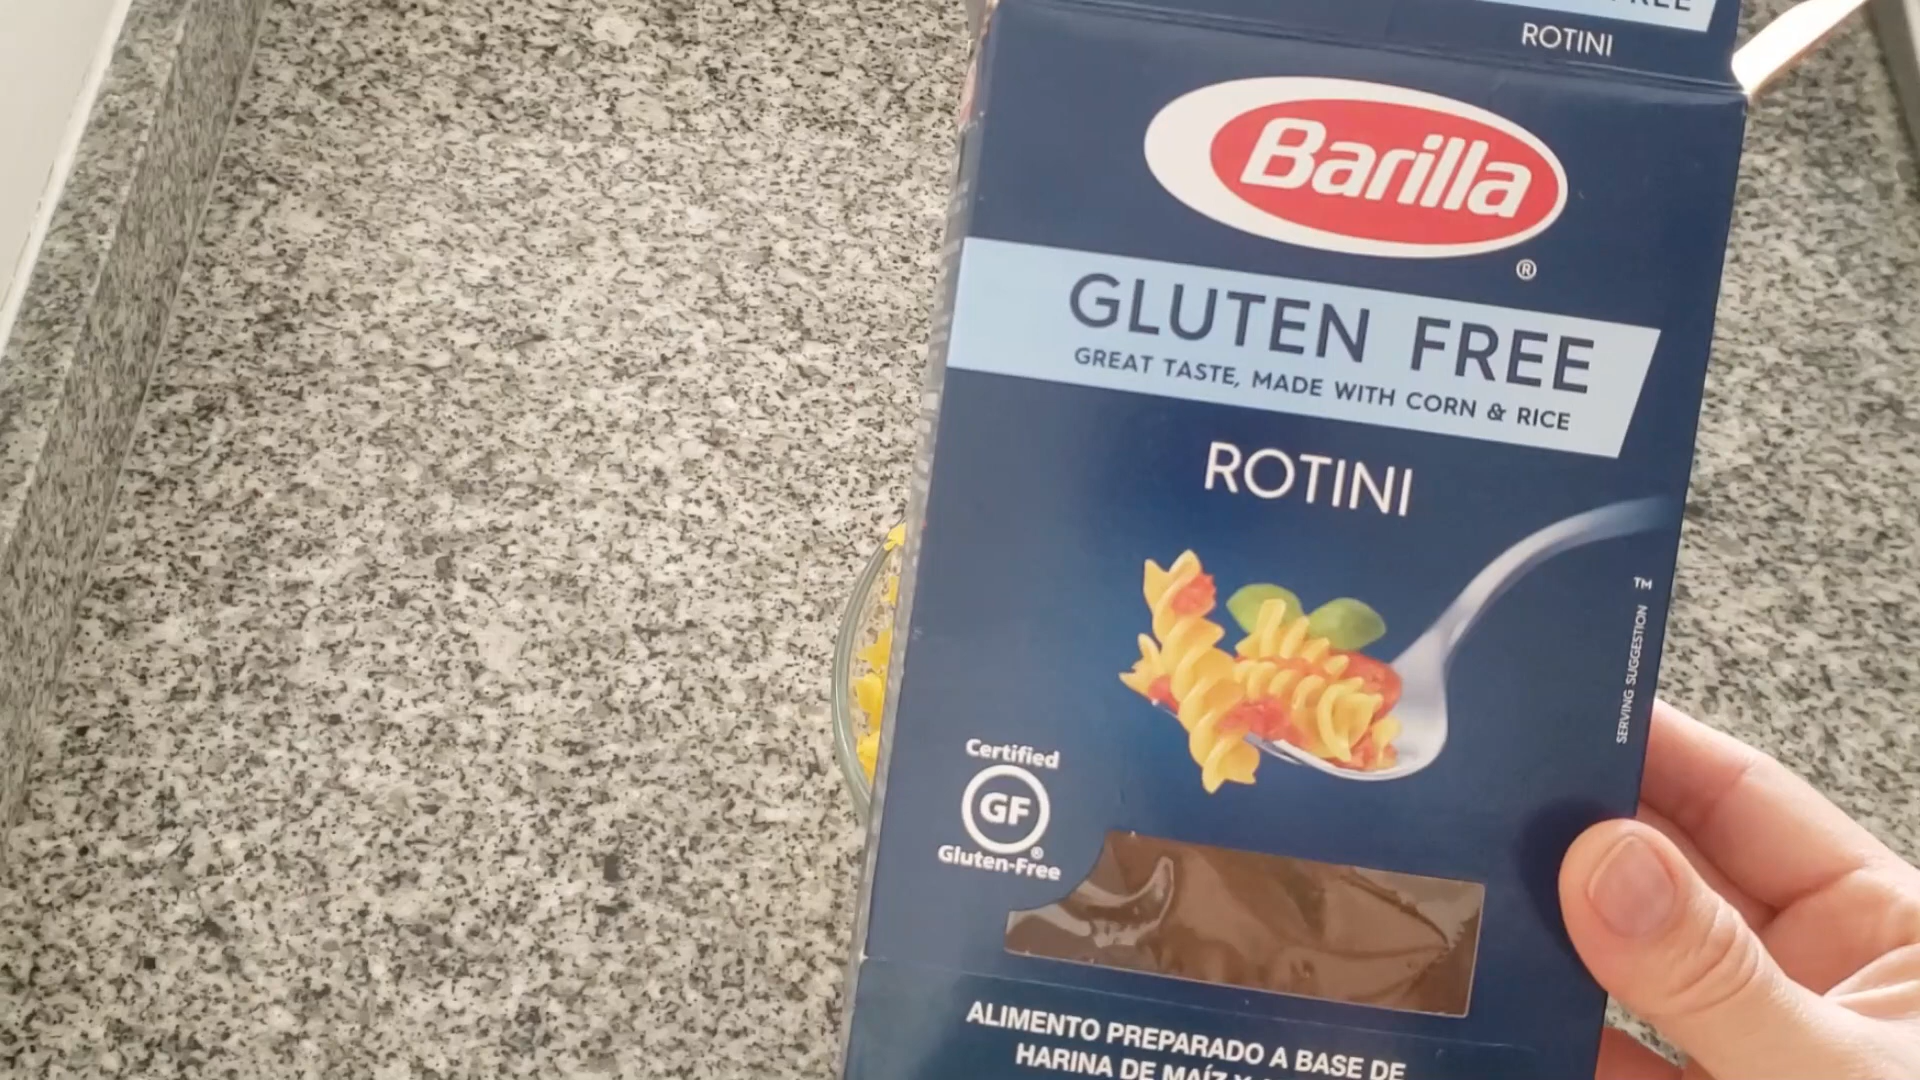 ROTINI
Barilla
®
GLUTEN FREE
GREAT TASTE, MADE WITH CORN & RICE
ROTINI
TM
SERVING SUGGESTION
Certified
GF
®
Gluten-Free
ALIMENTO PREPARADO A BASE DE
HARINA DE MAÍZ Y